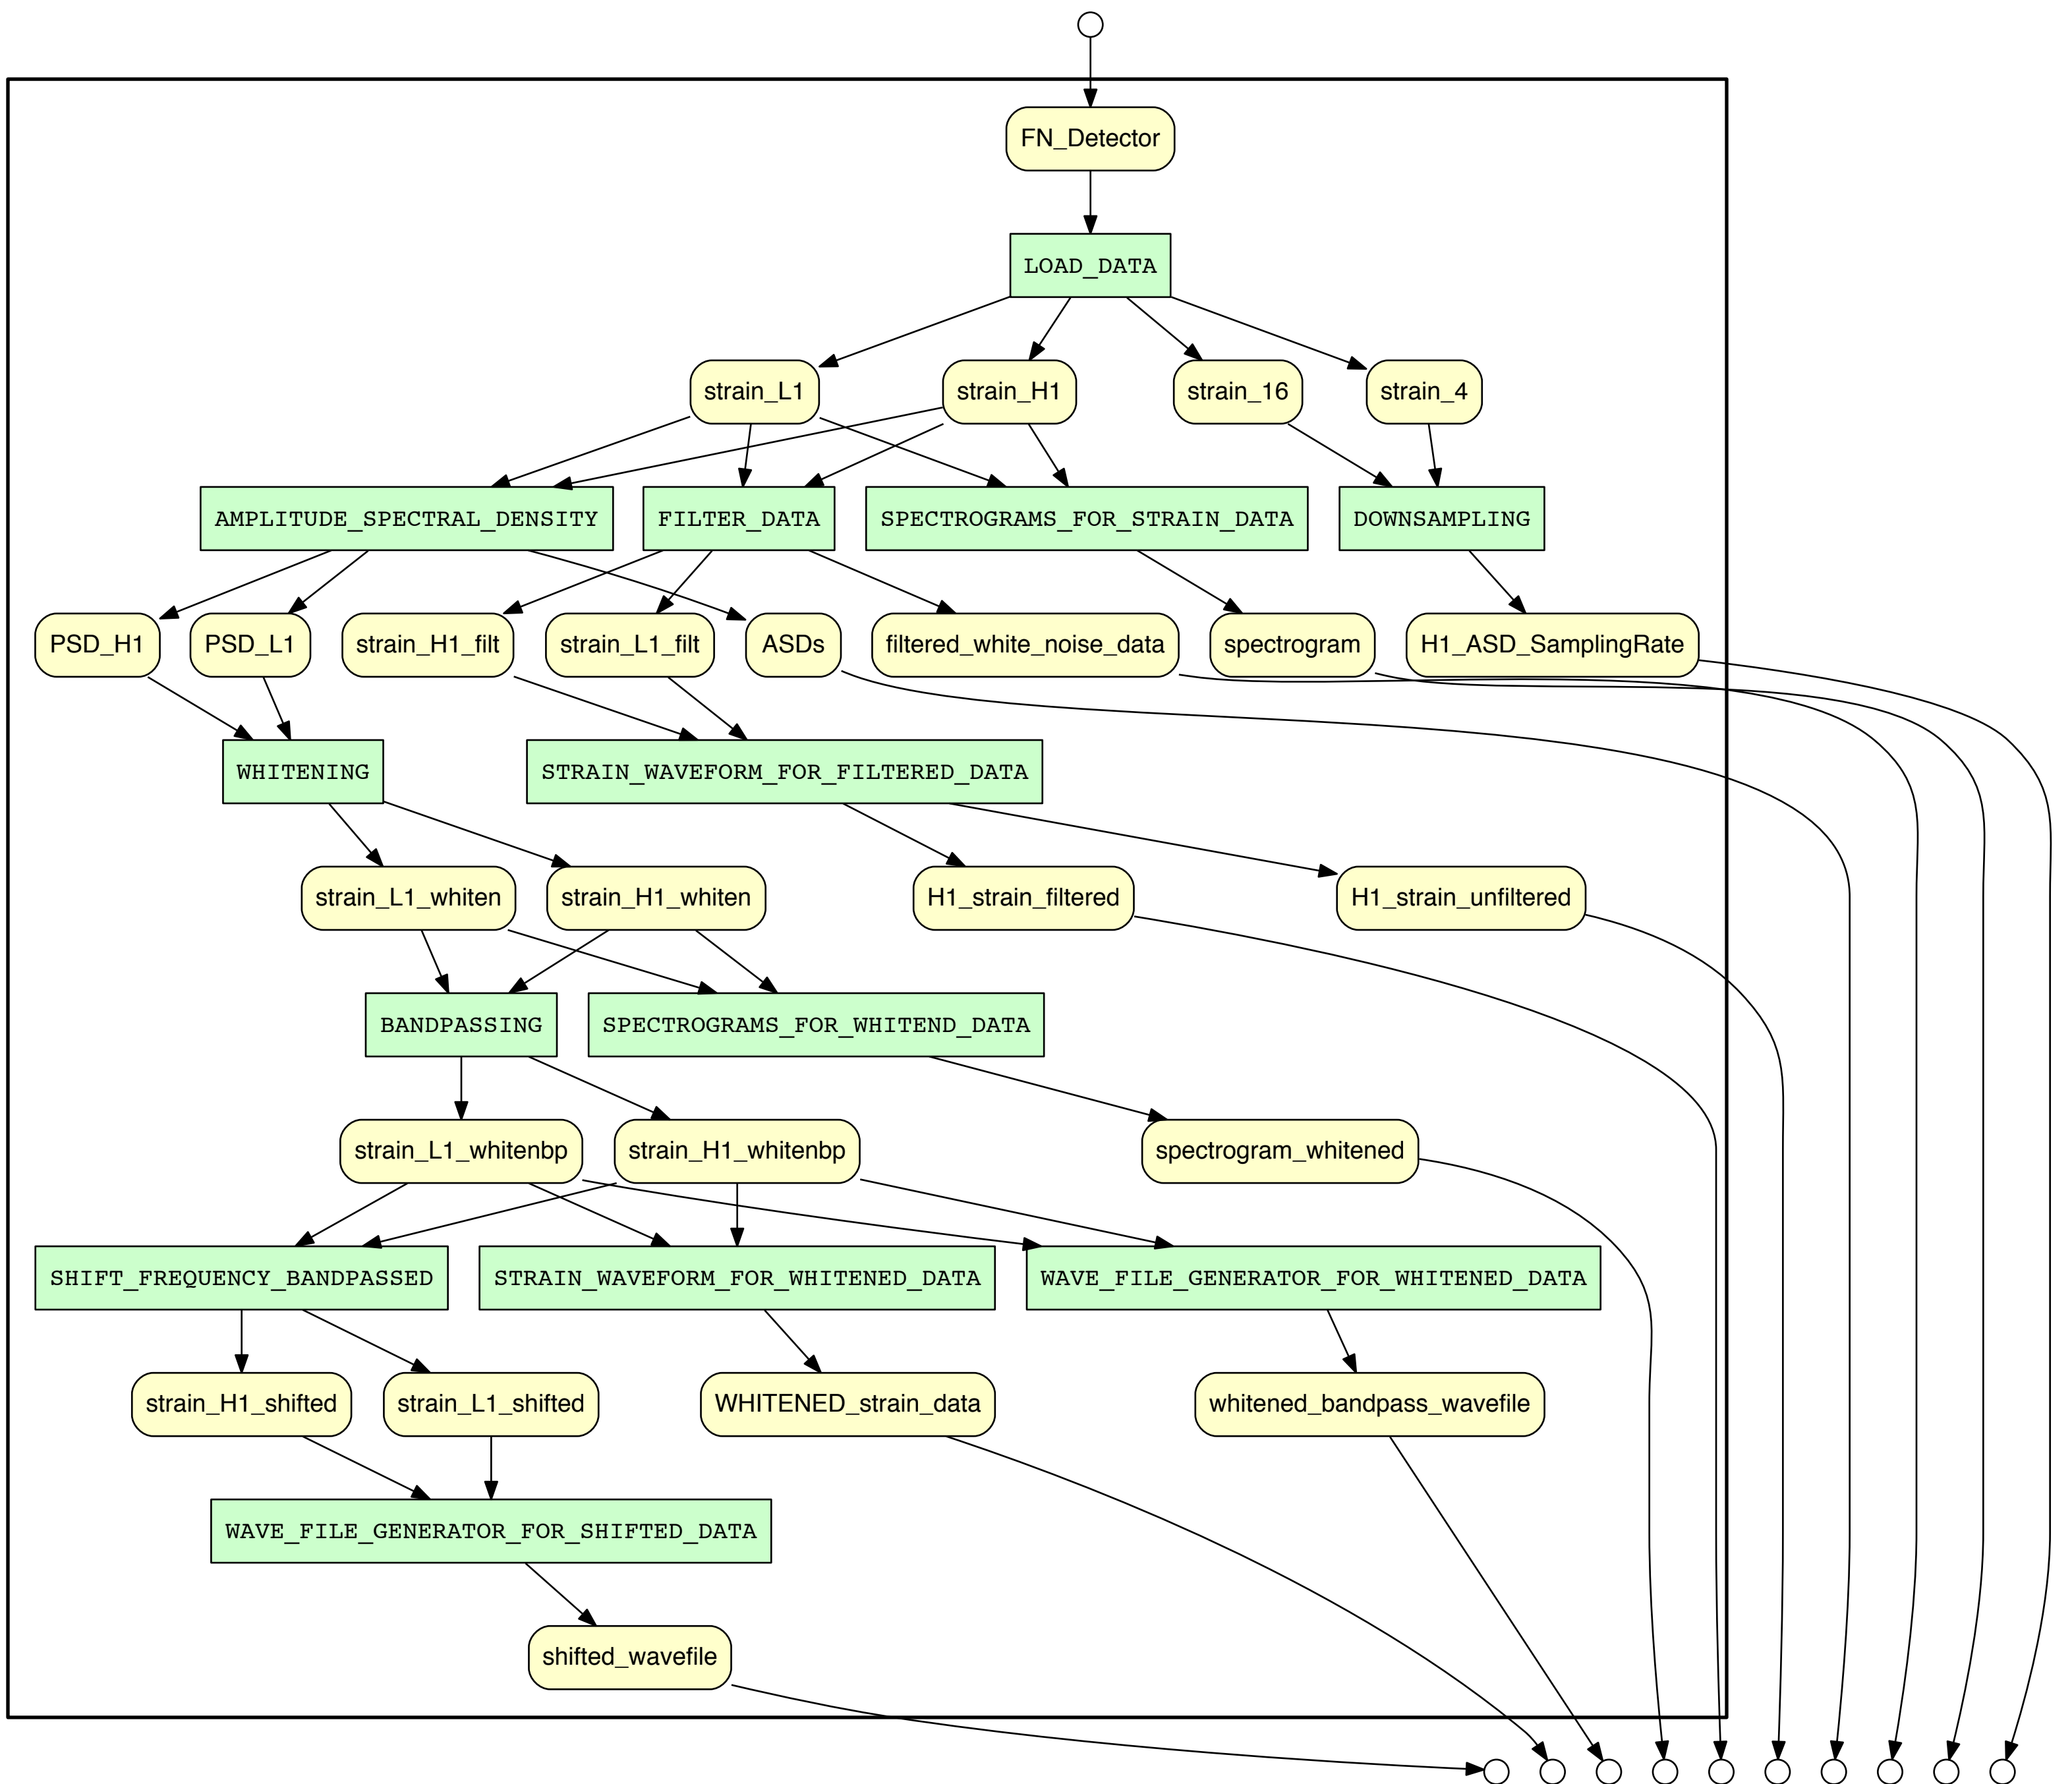 FN_Detector
LOAD_DATA
strain_L1
strain_H1
strain_16
strain_4
AMPLITUDE_SPECTRAL_DENSITY
FILTER_DATA
SPECTROGRAMS_FOR_STRAIN_DATA
DOWNSAMPLING
PSD_H1
PSD_L1
strain_H1_filt
strain_L1_filt
ASDs
filtered_white_noise_data
spectrogram
H1_ASD_SamplingRate
WHITENING
STRAIN_WAVEFORM_FOR_FILTERED_DATA
strain_L1_whiten
strain_H1_whiten
H1_strain_filtered
H1_strain_unfiltered
BANDPASSING
SPECTROGRAMS_FOR_WHITEND_DATA
strain_L1_whitenbp
strain_H1_whitenbp
spectrogram_whitened
SHIFT_FREQUENCY_BANDPASSED
STRAIN_WAVEFORM_FOR_WHITENED_DATA
WAVE_FILE_GENERATOR_FOR_WHITENED_DATA
strain_H1_shifted
strain_L1_shifted
WHITENED_strain_data
whitened_bandpass_wavefile
WAVE_FILE_GENERATOR_FOR_SHIFTED_DATA
shifted_wavefile